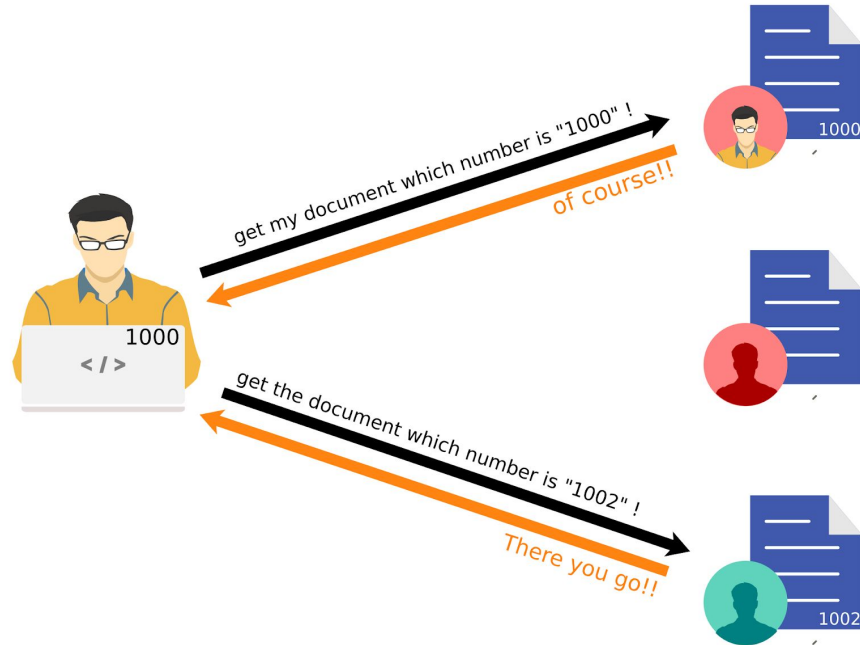 get my document which number is "1000" !
1000
of course!!
1000
</>
get the document which number is "1002" !
There you go!!
1002